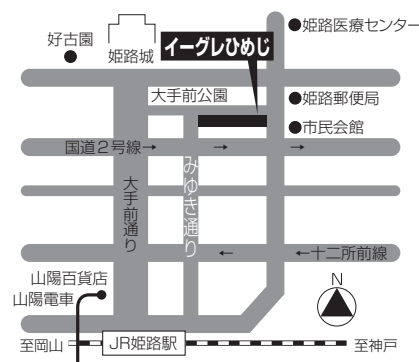 姫路医療センター
好古園
姫路城
イーグレひめじ
大手前公園
姫路郵便局
市民会館
国道2号線→
→
→
みゆき通り
大手前通り
←
←十二所前線
山陽百貨店
山陽電車
N
至岡山
JR姫路駅
至神戸